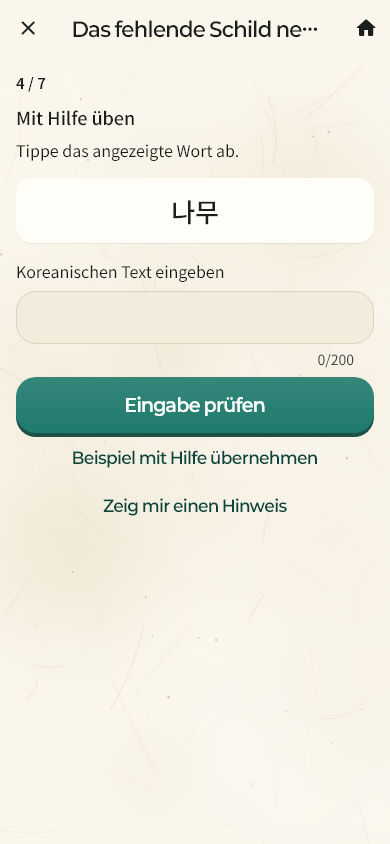 Das fehlende Schild ne···
4 / 7
Mit Hilfe üben
Tippe das angezeigte Wort ab.
나무
Koreanischen Text eingeben
0/200
Eingabe prüfen
Beispiel mit Hilfe übernehmen
Zeig mir einen Hinweis